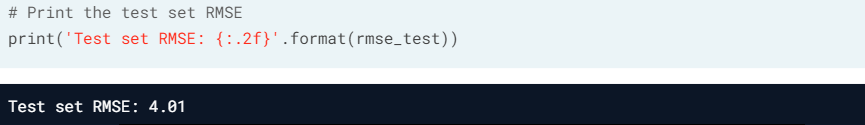 # Print the test set RMSE
print('Test set RMSE: {:.2f}'.format(rmse_test))
Test set RMSE: 4.01